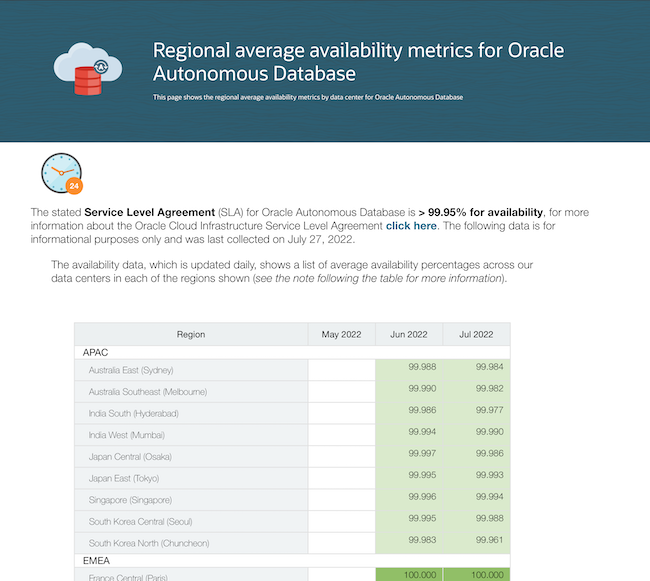 Regional average availability metrics for Oracle
Autonomous Database
This page shows the regional average availability metrics by data center for Oracle Autonomous Database
24
The stated Service Level Agreement (SLA) for Oracle Autonomous Database is > 99.95% for availability, for more
information about the Oracle Cloud Infrastructure Service Level Agreement click here. The following data is for
informational purposes only and was last collected on July 27, 2022.
The availability data, which is updated daily, shows a list of average availability percentages across our
data centers in each of the regions shown (see the note following the table for more information).
Region May 2022 Jun 2022 Jul 2022
APAC
Australia East (Sydney) 99.988 99.984
Australia Southeast (Melbourne) 99.990 99.982
India South (Hyderabad) 99.986 99.977
India West (Mumbai) 99.994 99.990
Japan Central (Osaka) 99.997 99.986
Japan East (Tokyo) 99.995 99.993
Singapore (Singapore) 99.996 99.994
South Korea Central (Seoul) 99.995 99.988
South Korea North (Chuncheon) 99.983 99.961
EMEA
France Central (Paris) 100.000 100.000